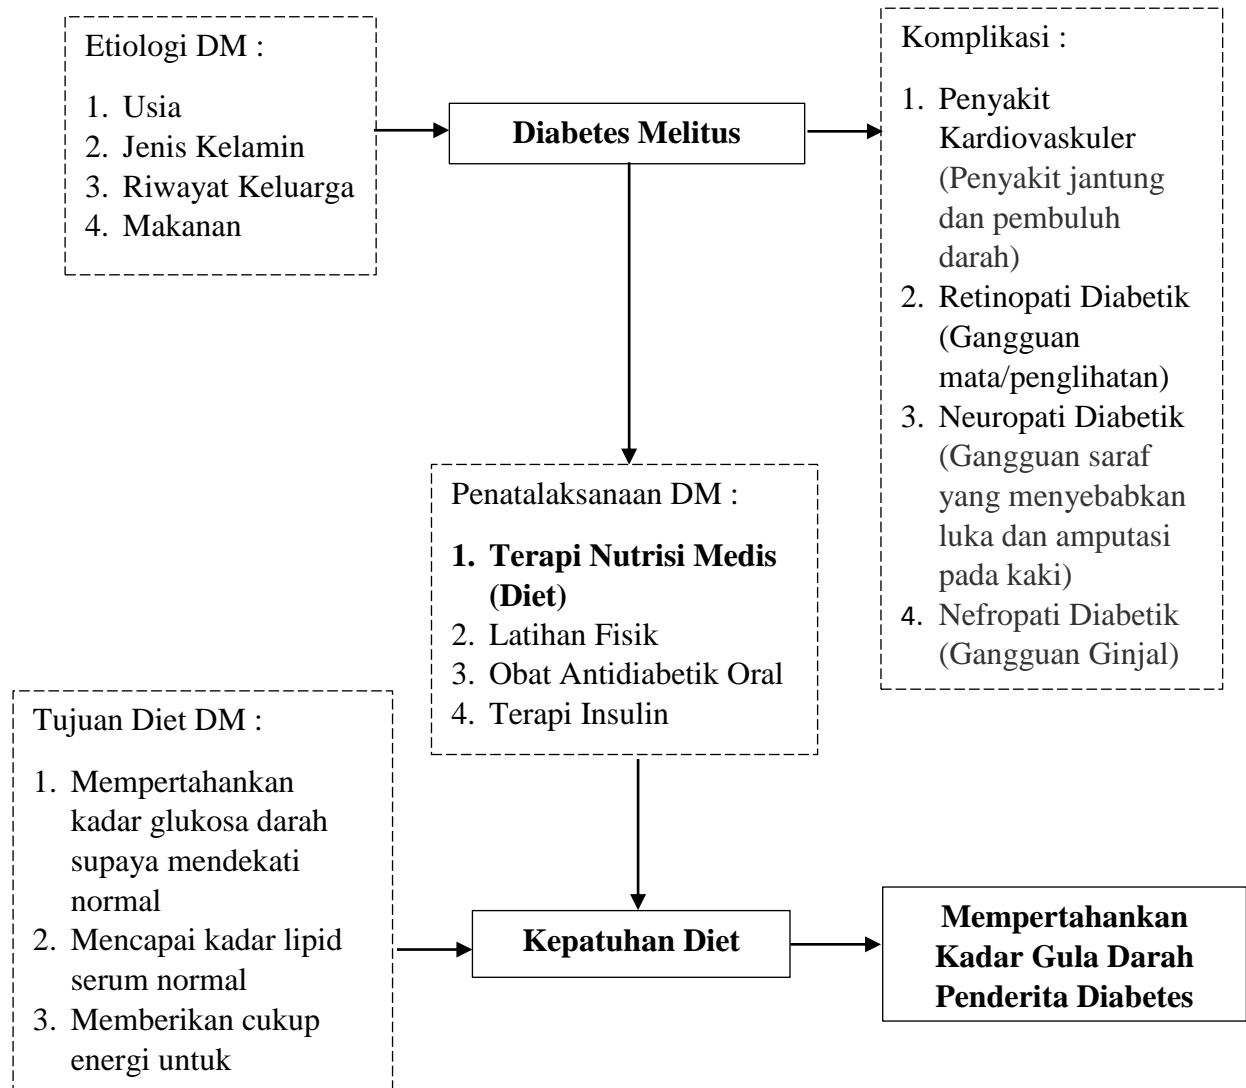 Etiologi DM :
1. Usia
2. Jenis Kelamin
3. Riwayat Keluarga
4. Makanan
Diabetes Melitus
Komplikasi :
1. Penyakit
Kardiovaskuler
(Penyakit jantung
dan pembuluh
darah)
2. Retinopati Diabetik
(Gangguan
mata/penglihatan)
3. Neuropati Diabetik
(Gangguan saraf
yang menyebabkan
luka dan amputasi
pada kaki)
4. Nefropati Diabetik
(Gangguan Ginjal)
Penatalaksanaan DM :
1. Terapi Nutrisi Medis
(Diet)
2. Latihan Fisik
3. Obat Antidiabetik Oral
4. Terapi Insulin
Tujuan Diet DM :
1. Mempertahankan
kadar glukosa darah
supaya mendekati
normal
2. Mencapai kadar lipid
serum normal
3. Memberikan cukup
energi untuk
Kepatuhan Diet
Mempertahankan
Kadar Gula Darah
Penderita Diabetes